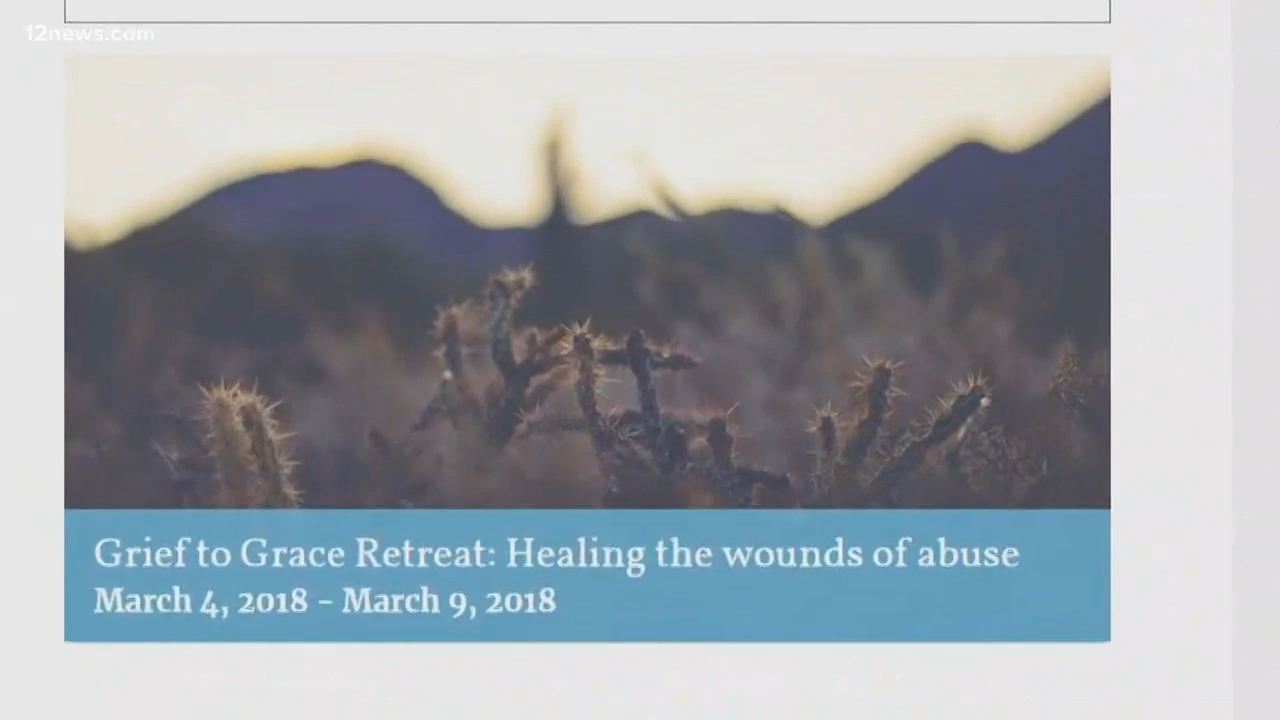 12news.com
Grief to Grace Retreat: Healing the wounds of abuse
March 4, 2018 - March 9, 2018